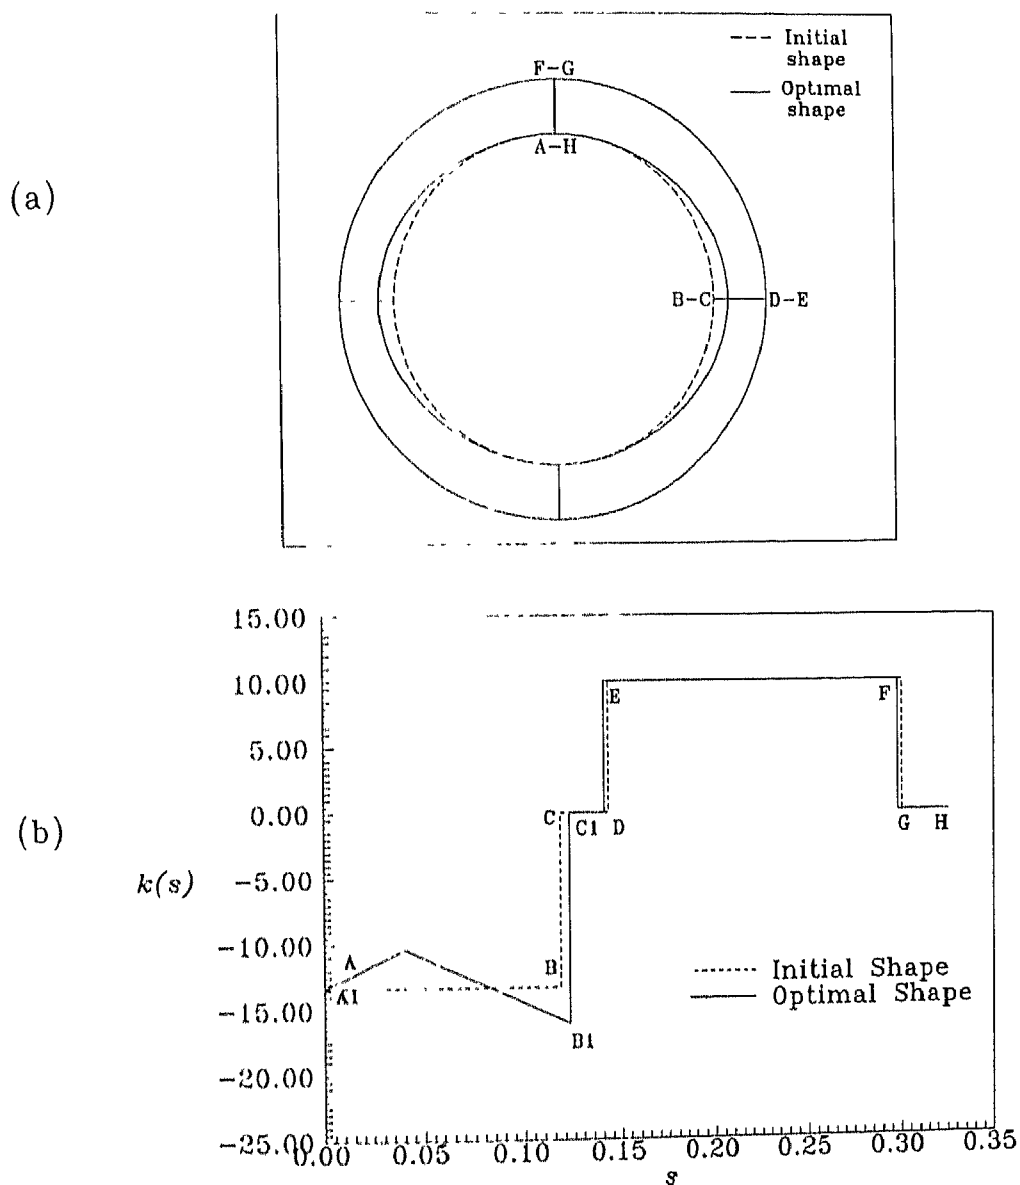 (a)
Initial
shape
Optimal
shape
F-G
A-H
B-C
D-E
(b)
15.00
10.00
5.00
0.00
-5.00
-10.00
-15.00
-20.00
-25.00
k(s)
E
F
C
C1 D
G H
A
A1
B
B1
Initial Shape
Optimal Shape
0.00 0.05 0.10 0.15 0.20 0.25 0.30 0.35
s